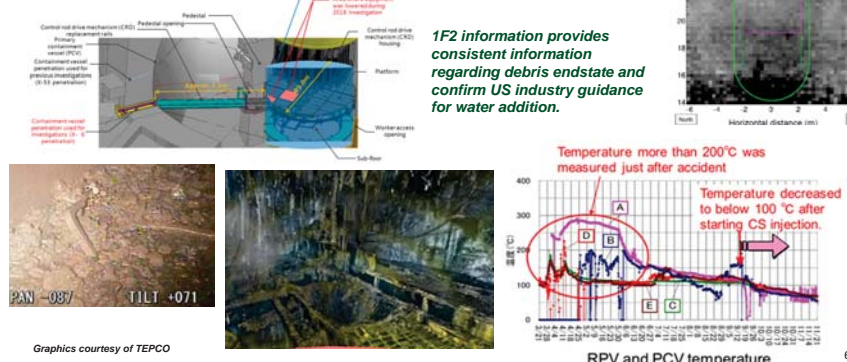 was lowered during
2018 investigation
Pedestal
Pedestal opening
Control rod drive mechanism (CRD)
replacement rails
Primary
containment
vessel (PCV)
Containment vessel
penetration used for
previous investigations
(X-53 penetration)
Containment vessel
penetration used for
investigations (X- 6
penetration)
Control rod drive
mechanism (CRD)
housing
Platform
Worker access
opening
Sub-floor
1F2 information provides
consistent information
regarding debris endstate and
confirm US industry guidance
for water addition.
20
18
16
14
-6 -4 -2 0 2 4
North
Horizontal distance (m)
PAN -087 TILT +071
Graphics courtesy of TEPCO
Temperature more than 200°C was
measured just after accident
Temperature decreased
to below 100 °C after
starting CS injection.
400
300
200
100
0
温度(℃)
A
D
B
E
C
RPV and PCV temperature